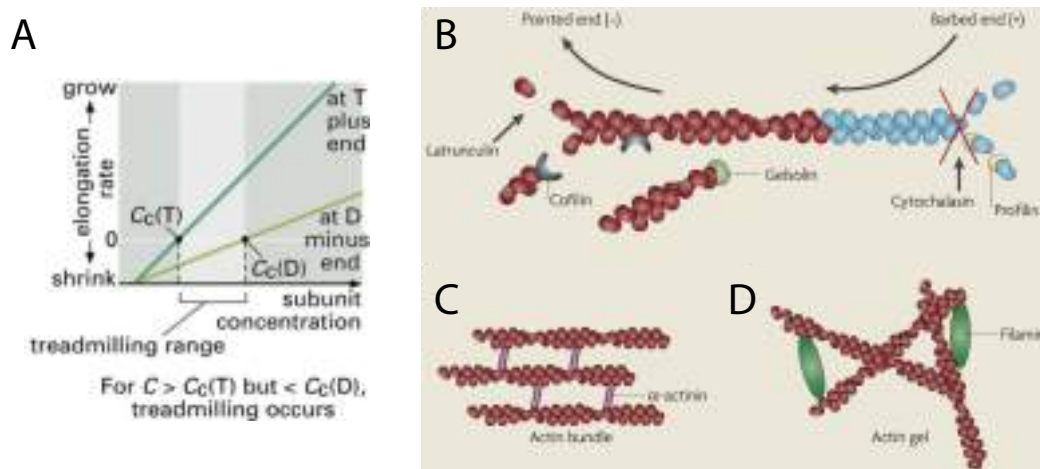 A
grow
elongation
rate
0
shrink
at T
plus
end
at D
minus
end
Cc(T)
Cc(D)
subunit
concentration
treadmilling range
For C > Cc(T) but < Cc(D),
treadmilling occurs
B
Pointed end (–)
Barbed end (+)
Latrunculin
Cofilin
Gelsolin
Cytochalasin
Profilin
C
α-actinin
Actin bundle
D
Filamin
Actin gel